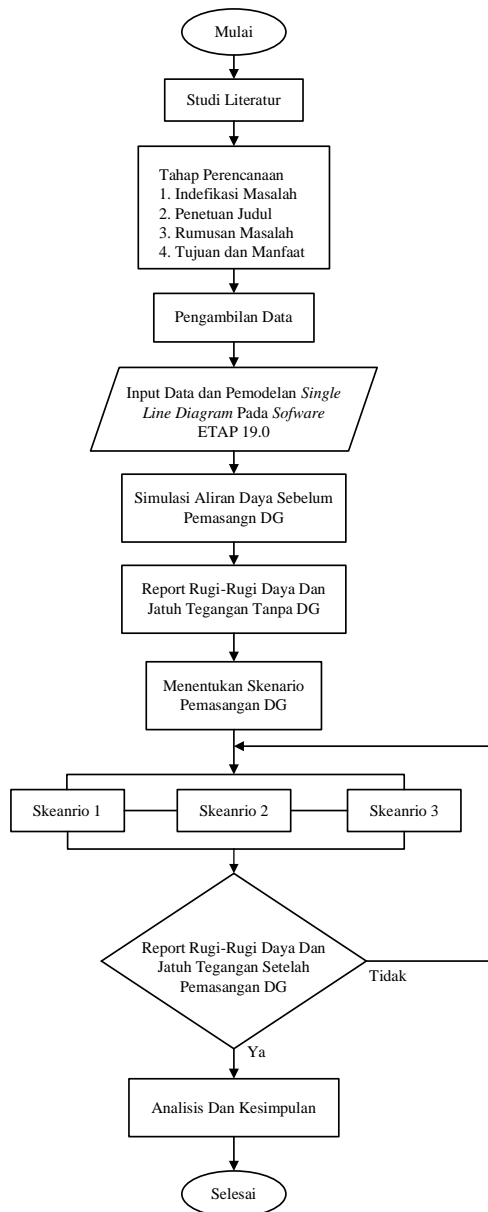 Mulai
Studi Literatur
Tahap Perencanaan
1. Indefikasi Masalah
2. Penetuan Judul
3. Rumusan Masalah
4. Tujuan dan Manfaat
Pengambilan Data
Input Data dan Pemodelan Single
Line Diagram Pada Sofware
ETAP 19.0
Simulasi Aliran Daya Sebelum
Pemasangn DG
Report Rugi-Rugi Daya Dan
Jatuh Tegangan Tanpa DG
Menentukan Skenario
Pemasangan DG
Skeanrio 1
Skeanrio 2
Skeanrio 3
Report Rugi-Rugi Daya Dan
Jatuh Tegangan Setelah
Pemasangan DG
Tidak
Ya
Analisis Dan Kesimpulan
Selesai